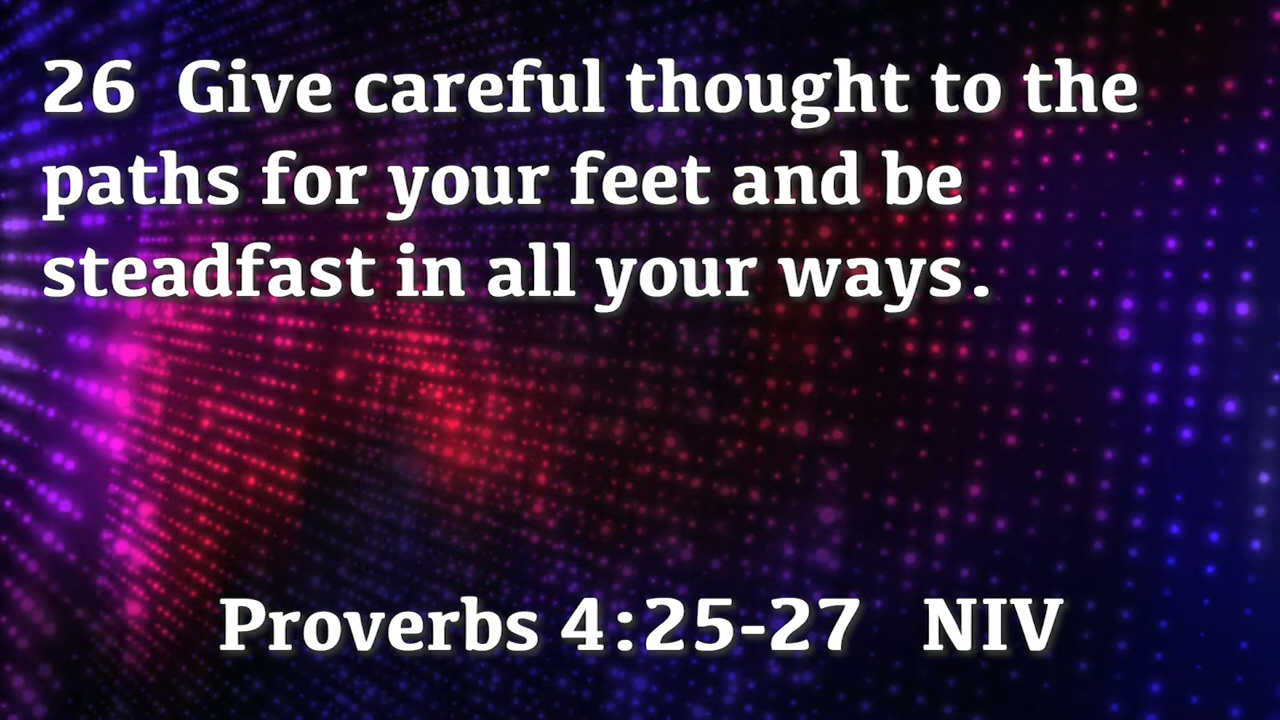 26 Give careful thought to the
paths for your feet and be
steadfast in all your ways.
Proverbs 4:25-27 NIV